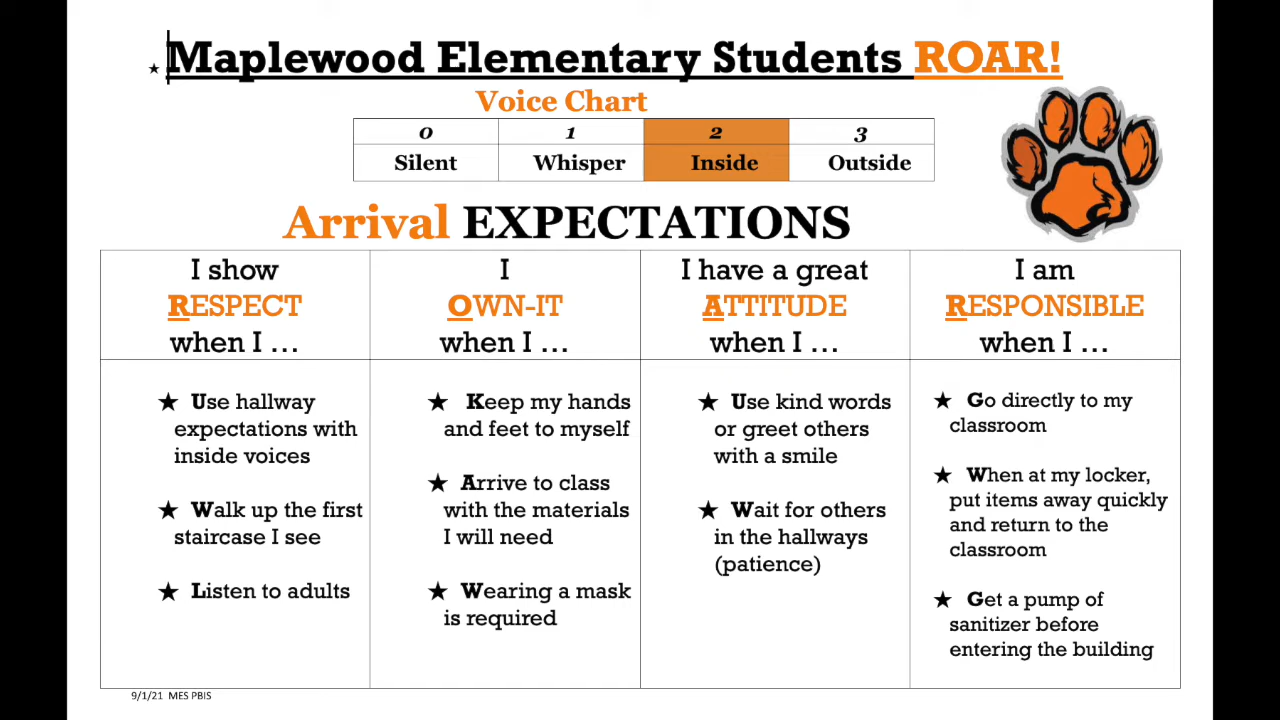 ★ Maplewood Elementary Students ROAR!
Voice Chart
0 1 2 3
Silent Whisper Inside Outside
Arrival EXPECTATIONS
I show
RESPECT
when I …
★ Use hallway
expectations with
inside voices
★ Walk up the first
staircase I see
★ Listen to adults
I
OWN-IT
when I …
★ Keep my hands
and feet to myself
★ Arrive to class
with the materials
I will need
★ Wearing a mask
is required
I have a great
ATTITUDE
when I …
★ Use kind words
or greet others
with a smile
★ Wait for others
in the hallways
(patience)
I am
RESPONSIBLE
when I …
★ Go directly to my
classroom
★ When at my locker,
put items away quickly
and return to the
classroom
★ Get a pump of
sanitizer before
entering the building
9/1/21 MES PBIS